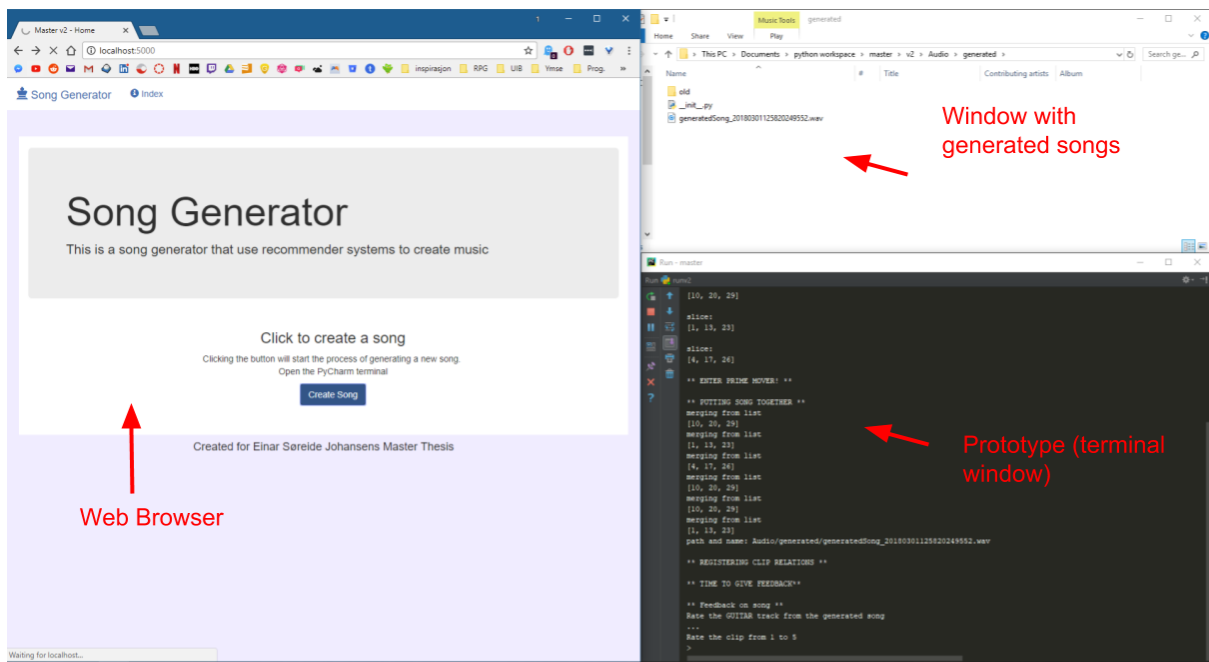 Master v2 - Home
localhost:5000
inspirasjon
RPG
UIB
Ymse
Prog.
Song Generator
Index
Song Generator
This is a song generator that use recommender systems to create music
Click to create a song
Clicking the button will start the process of generating a new song.
Open the PyCharm terminal
Create Song
Created for Einar Søreide Johansens Master Thesis
Web Browser
Waiting for localhost...
Music Tools
generated
Home
Share
View
Play
This PC > Documents > python workspace > master > v2 > Audio > generated >
Search ge...
Name
#
Title
Contributing artists
Album
old
__init__.py
generatedSong_20180301125820249552.wav
Window with
generated songs
Run - master
Run
runv2
[10, 20, 29]
slice:
[1, 13, 23]
slice:
[4, 17, 26]
** ENTER PRIME MOVER! **
** PUTTING SONG TOGETHER **
merging from list
[10, 20, 29]
merging from list
[1, 13, 23]
merging from list
[4, 17, 26]
merging from list
[10, 20, 29]
merging from list
[10, 20, 29]
merging from list
[1, 13, 23]
path and name: Audio/generated/generatedSong_20180301125820249552.wav
** REGISTERING CLIP RELATIONS **
** TIME TO GIVE FEEDBACK**
** Feedback on song **
Rate the GUITAR track from the generated song
...
Rate the clip from 1 to 5
>
Prototype (terminal
window)